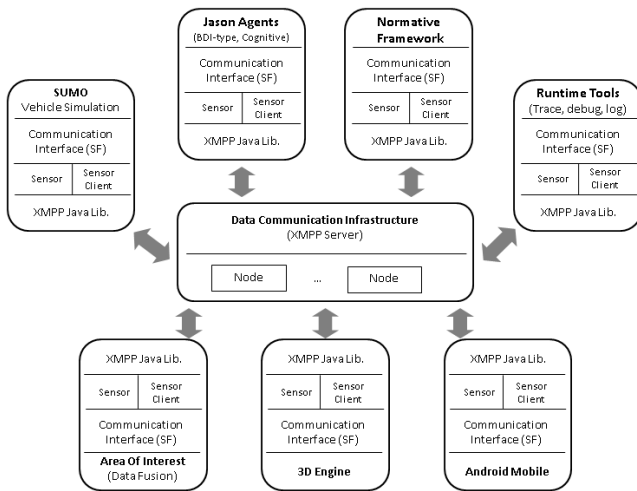 Jason Agents
(BDI-type, Cognitive)
Communication
Interface (SF)
Sensor
Sensor
Client
XMPP Java Lib.
Normative
Framework
Communication
Interface (SF)
Sensor
Sensor
Client
XMPP Java Lib.
SUMO
Vehicle Simulation
Communication
Interface (SF)
Sensor
Sensor
Client
XMPP Java Lib.
Runtime Tools
(Trace, debug, log)
Communication
Interface (SF)
Sensor
Sensor
Client
XMPP Java Lib.
Data Communication Infrastructure
(XMPP Server)
Node
...
Node
XMPP Java Lib.
Sensor
Sensor
Client
Communication
Interface (SF)
Area Of Interest
(Data Fusion)
XMPP Java Lib.
Sensor
Sensor
Client
Communication
Interface (SF)
3D Engine
XMPP Java Lib.
Sensor
Sensor
Client
Communication
Interface (SF)
Android Mobile